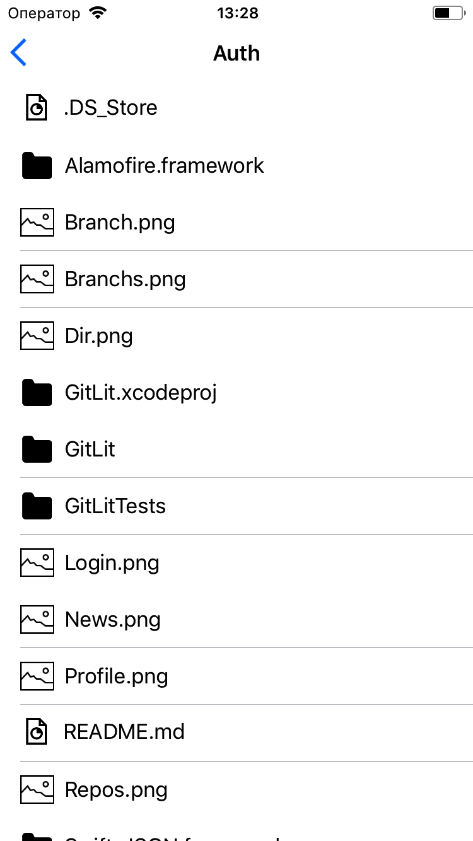 Оператор 13:28
Auth
.DS_Store
Alamofire.framework
Branch.png
Branchs.png
Dir.png
GitLit.xcodeproj
GitLit
GitLitTests
Login.png
News.png
Profile.png
README.md
Repos.png